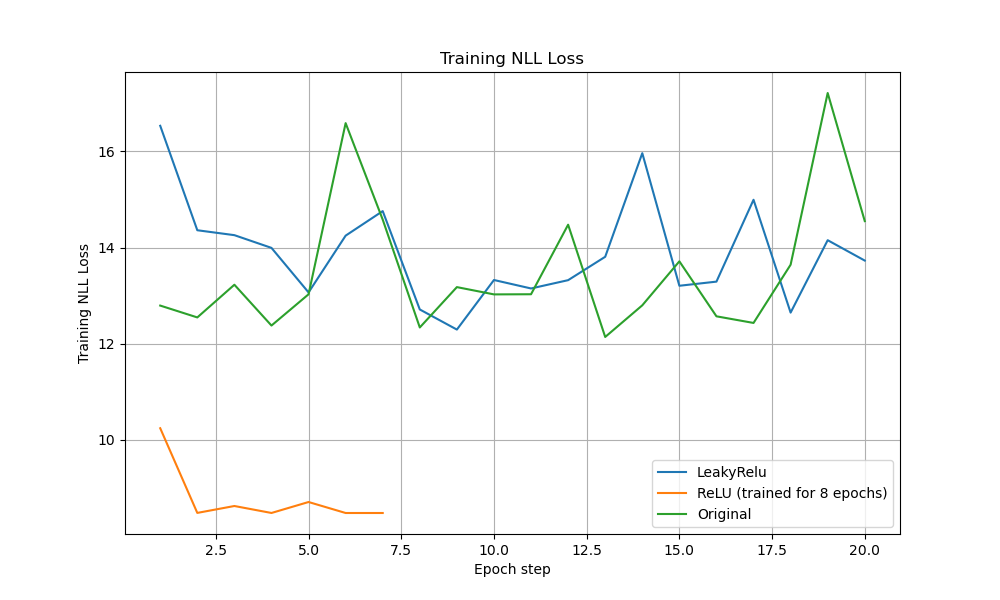 Training NLL Loss
Training NLL Loss
16
14
12
10
LeakyRelu
ReLU (trained for 8 epochs)
Original
2.5 5.0 7.5 10.0 12.5 15.0 17.5 20.0
Epoch step